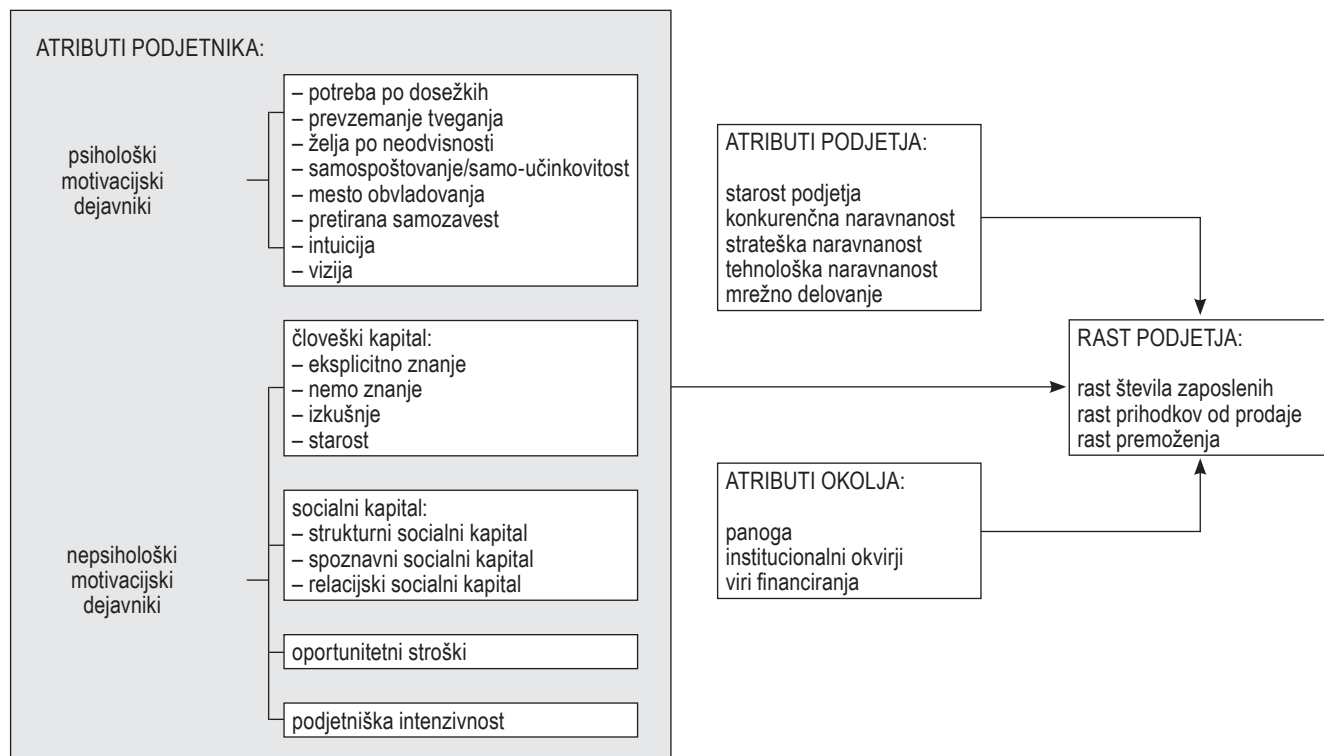 ATRIBUTI PODJETNIKA:
psihološki
motivacijski
dejavniki
– potreba po dosežkih
– prevzemanje tveganja
– želja po neodvisnosti
– samospoštovanje/samo-učinkovitost
– mesto obvladovanja
– pretirana samozavest
– intuicija
– vizija
nepsihološki
motivacijski
dejavniki
človeški kapital:
– eksplicitno znanje
– nemo znanje
– izkušnje
– starost
socialni kapital:
– strukturni socialni kapital
– spoznavni socialni kapital
– relacijski socialni kapital
oportunitetni stroški
podjetniška intenzivnost
ATRIBUTI PODJETJA:
starost podjetja
konkurenčna naravnanost
strateška naravnanost
tehnološka naravnanost
mrežno delovanje
ATRIBUTI OKOLJA:
panoga
institucionalni okvirji
viri financiranja
RAST PODJETJA:
rast števila zaposlenih
rast prihodkov od prodaje
rast premoženja